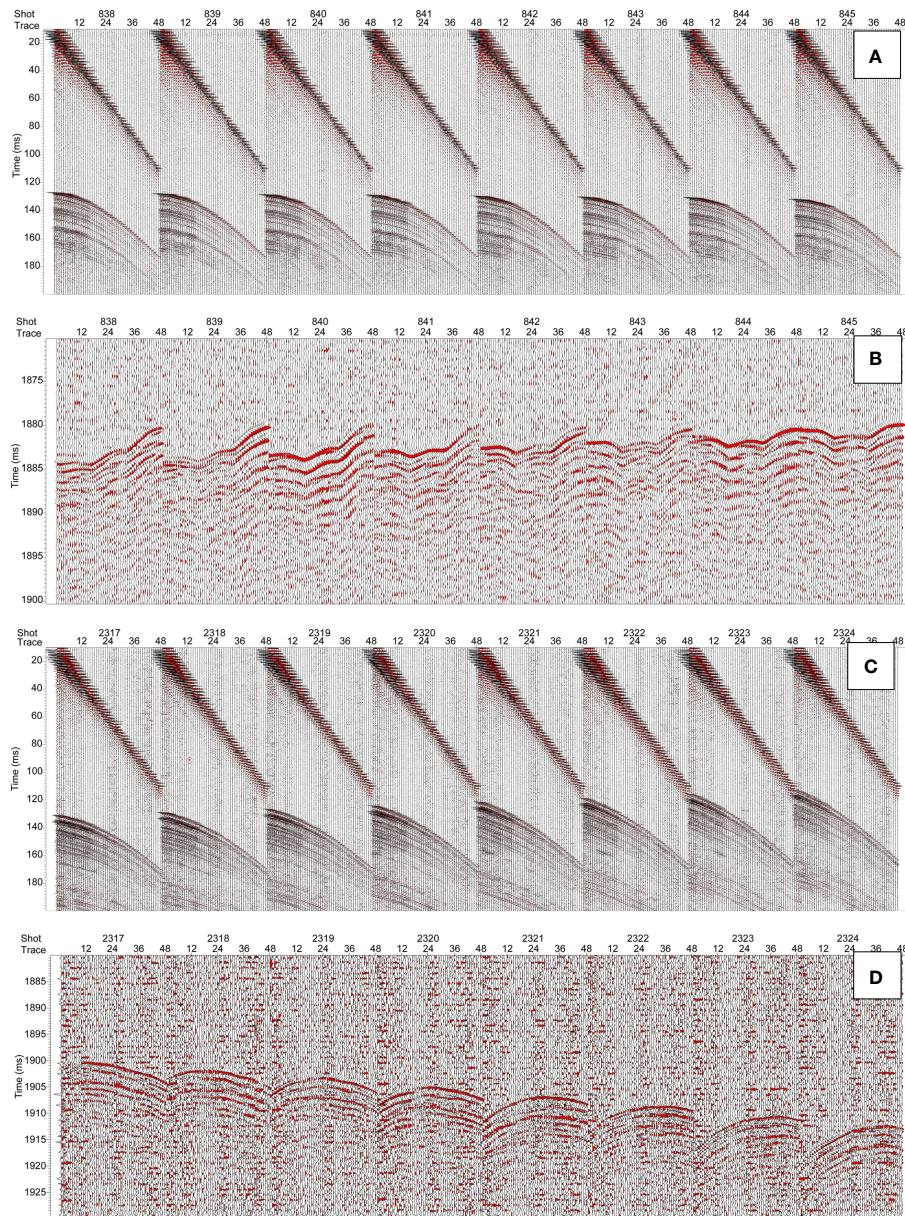 Shot 838 839 840 841 842 843 844 845
Trace 12 24 36 48 12 24 36 48 12 24 36 48 12 24 36 48 12 24 36 48 12 24 36 48 12 24 36 48 12 24 36 48
A
20
40
60
80
Time (ms)
100
120
140
160
180
Shot 838 839 840 841 842 843 844 845
Trace 12 24 36 48 12 24 36 48 12 24 36 48 12 24 36 48 12 24 36 48 12 24 36 48 12 24 36 48 12 24 36 48
B
1875
1880
Time (ms)
1885
1890
1895
1900
Shot 2317 2318 2319 2320 2321 2322 2323 2324
Trace 12 24 36 48 12 24 36 48 12 24 36 48 12 24 36 48 12 24 36 48 12 24 36 48 12 24 36 48 12 24 36 48
C
20
40
60
80
Time (ms)
100
120
140
160
180
Shot 2317 2318 2319 2320 2321 2322 2323 2324
Trace 12 24 36 48 12 24 36 48 12 24 36 48 12 24 36 48 12 24 36 48 12 24 36 48 12 24 36 48 12 24 36 48
D
1885
1890
1895
1900
Time (ms)
1905
1910
1915
1920
1925